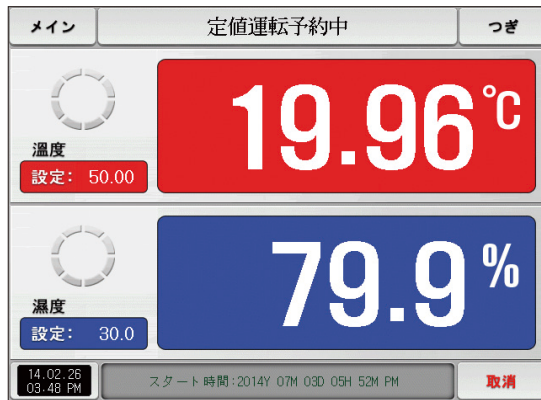 メイン 定値運転予約中 つぎ
19.96℃
溫度
設定: 50.00
79.9%
濕度
設定: 30.0
14.02.26
03.48 PM
スタート時間:2014Y 07M 03D 05H 52M PM
取消